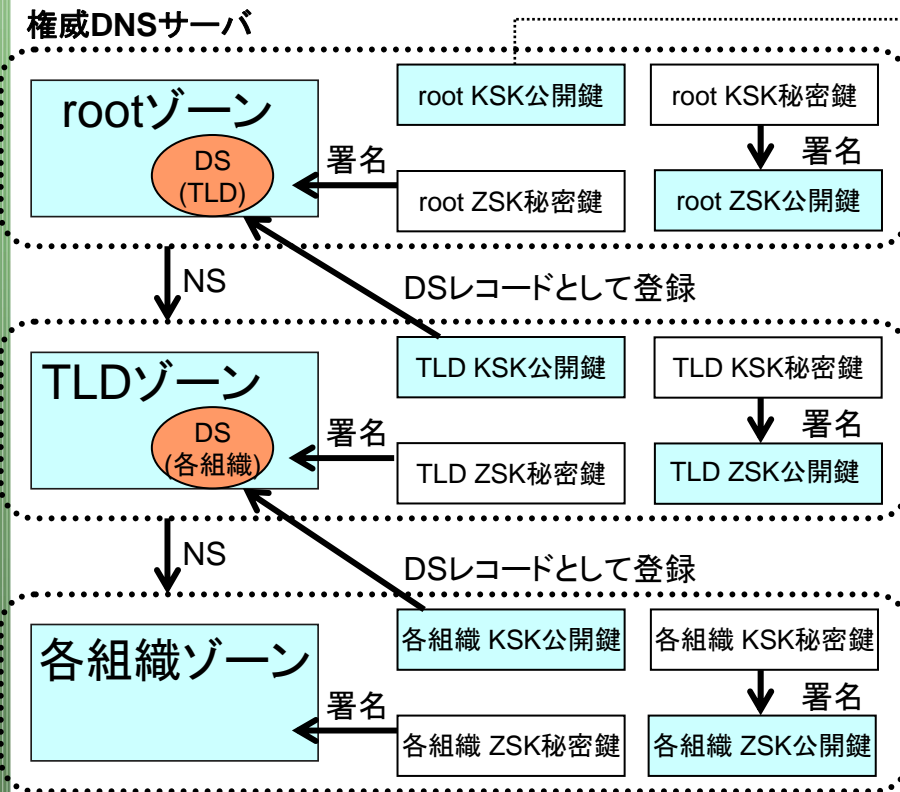 権威DNSサーバ
rootゾーン
DS
(TLD)
署名
root KSK公開鍵
root KSK秘密鍵
署名
root ZSK秘密鍵
root ZSK公開鍵
NS
DSレコードとして登録
TLDゾーン
DS
(各組織)
署名
TLD KSK公開鍵
TLD KSK秘密鍵
署名
TLD ZSK秘密鍵
TLD ZSK公開鍵
NS
DSレコードとして登録
各組織ゾーン
署名
各組織 KSK公開鍵
各組織 KSK秘密鍵
署名
各組織 ZSK秘密鍵
各組織 ZSK公開鍵